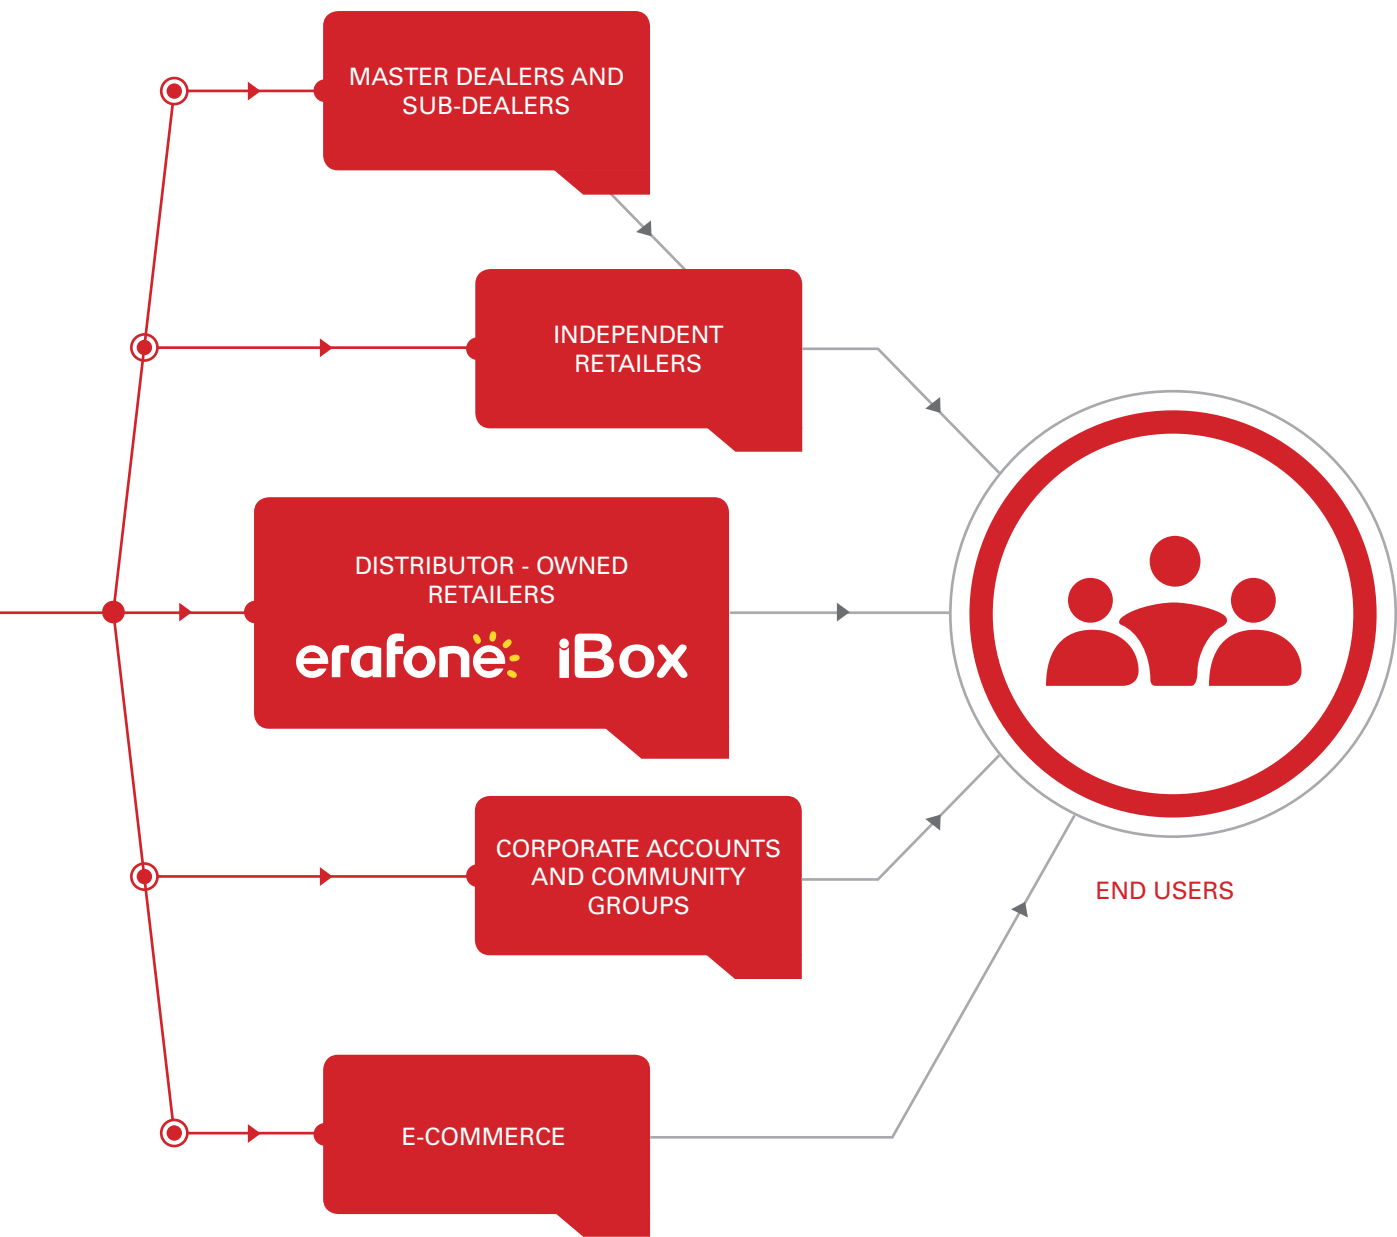 MASTER DEALERS AND
SUB-DEALERS
INDEPENDENT
RETAILERS
DISTRIBUTOR - OWNED
RETAILERS
erafone iBox
CORPORATE ACCOUNTS
AND COMMUNITY
GROUPS
END USERS
E-COMMERCE